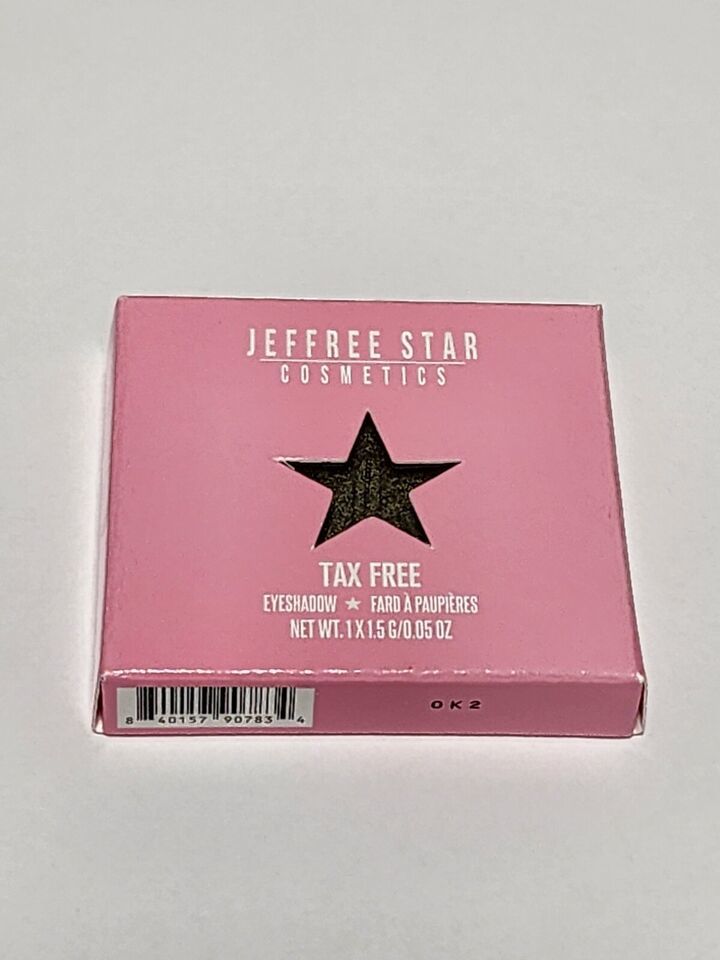 JEFFREE STAR
COSMETICS
TAX FREE
EYESHADOW ★ FARD À PAUPIÈRES
NET WT. 1 X 1.5 G/0.05 OZ
8 40157 90783 4
OK2